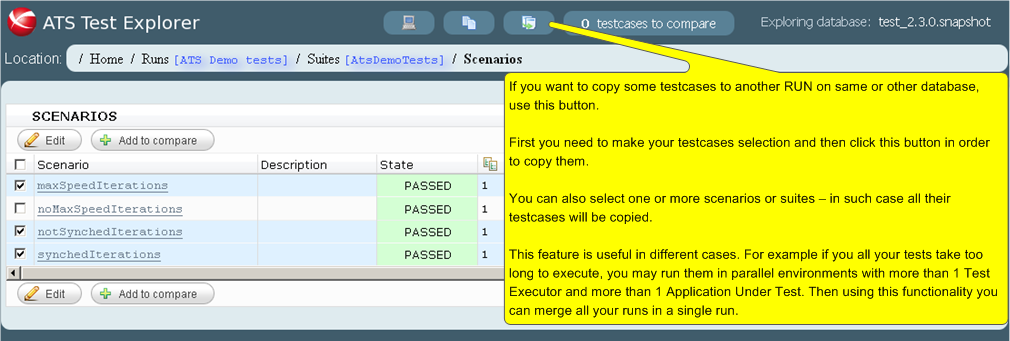 ATS Test Explorer
0 testcases to compare
Exploring database: test_2.3.0.snapshot
Location: / Home / Runs [ATS Demo tests] / Suites [AtsDemoTests] / Scenarios
SCENARIOS
Edit Add to compare
Scenario Description State
maxSpeedIterations PASSED 1
noMaxSpeedIterations PASSED 1
notSynchedIterations PASSED 1
synchedIterations PASSED 1
Edit Add to compare
If you want to copy some testcases to another RUN on same or other database,
use this button.
First you need to make your testcases selection and then click this button in order
to copy them.
You can also select one or more scenarios or suites – in such case all their
testcases will be copied.
This feature is useful in different cases. For example if you all your tests take too
long to execute, you may run them in parallel environments with more than 1 Test
Executor and more than 1 Application Under Test. Then using this functionality you
can merge all your runs in a single run.